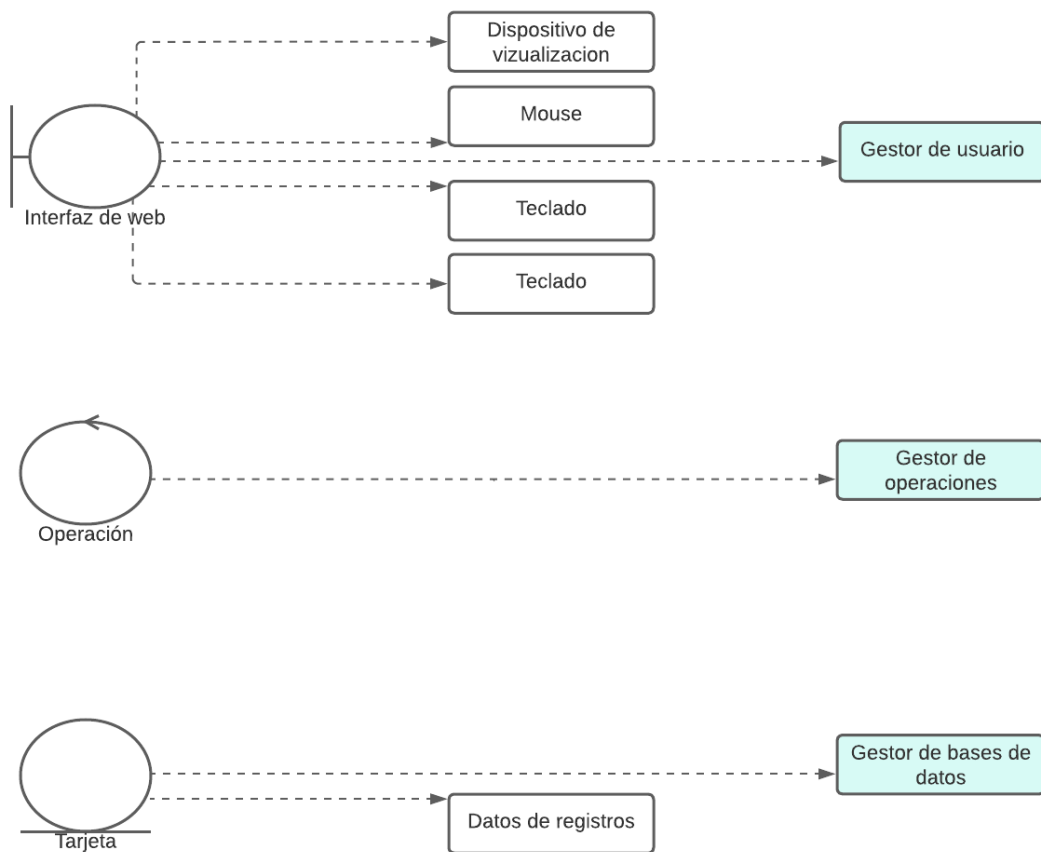 Dispositivo de
vizualizacion
Mouse
Gestor de usuario
Teclado
Interfaz de web
Teclado
Gestor de
operaciones
Operación
Gestor de bases de
datos
Datos de registros
Tarjeta